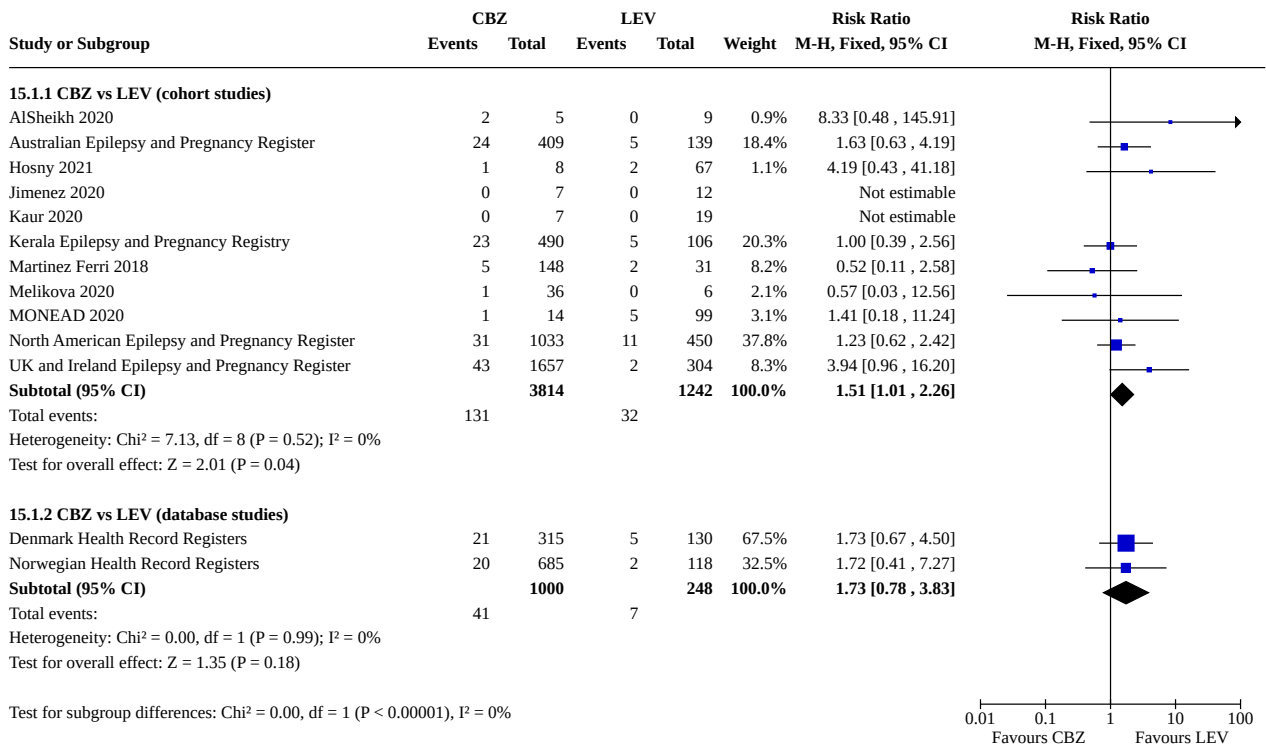 CBZ LEV Risk Ratio Risk Ratio
Study or Subgroup Events Total Events Total Weight M-H, Fixed, 95% CI M-H, Fixed, 95% CI
15.1.1 CBZ vs LEV (cohort studies)
AlSheikh 2020 2 5 0 9 0.9% 8.33 [0.48 , 145.91]
Australian Epilepsy and Pregnancy Register 24 409 5 139 18.4% 1.63 [0.63 , 4.19]
Hosny 2021 1 8 2 67 1.1% 4.19 [0.43 , 41.18]
Jimenez 2020 0 7 0 12 Not estimable
Kaur 2020 0 7 0 19 Not estimable
Kerala Epilepsy and Pregnancy Registry 23 490 5 106 20.3% 1.00 [0.39 , 2.56]
Martinez Ferri 2018 5 148 2 31 8.2% 0.52 [0.11 , 2.58]
Melikova 2020 1 36 0 6 2.1% 0.57 [0.03 , 12.56]
MONEAD 2020 1 14 5 99 3.1% 1.41 [0.18 , 11.24]
North American Epilepsy and Pregnancy Register 31 1033 11 450 37.8% 1.23 [0.62 , 2.42]
UK and Ireland Epilepsy and Pregnancy Register 43 1657 2 304 8.3% 3.94 [0.96 , 16.20]
Subtotal (95% CI) 3814 1242 100.0% 1.51 [1.01 , 2.26]
Total events: 131 32
Heterogeneity: Chi² = 7.13, df = 8 (P = 0.52); I² = 0%
Test for overall effect: Z = 2.01 (P = 0.04)
15.1.2 CBZ vs LEV (database studies)
Denmark Health Record Registers 21 315 5 130 67.5% 1.73 [0.67 , 4.50]
Norwegian Health Record Registers 20 685 2 118 32.5% 1.72 [0.41 , 7.27]
Subtotal (95% CI) 1000 248 100.0% 1.73 [0.78 , 3.83]
Total events: 41 7
Heterogeneity: Chi² = 0.00, df = 1 (P = 0.99); I² = 0%
Test for overall effect: Z = 1.35 (P = 0.18)
Test for subgroup differences: Chi² = 0.00, df = 1 (P < 0.00001), I² = 0%
0.01 0.1 1 10 100
Favours CBZ Favours LEV